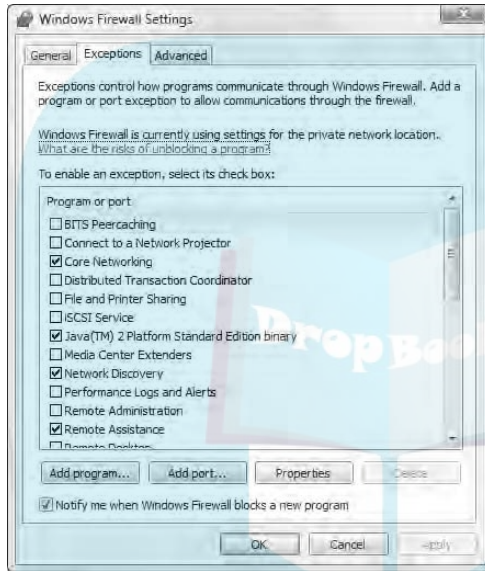 Windows Firewall Settings
General Exceptions Advanced
Exceptions control how programs communicate through Windows Firewall. Add a
program or port exception to allow communications through the firewall.
Windows Firewall is currently using settings for the private network location.
What are the risks of unblocking a program?
To enable an exception, select its check box:
Program or port
BITS Peercaching
Connect to a Network Projector
Core Networking
Distributed Transaction Coordinator
File and Printer Sharing
iSCSI Service
Java(TM) 2 Platform Standard Edition binary
Media Center Extenders
Network Discovery
Performance Logs and Alerts
Remote Administration
Remote Assistance
Remote Desktop
Add program... Add port... Properties Delete
Notify me when Windows Firewall blocks a new program
OK Cancel Apply